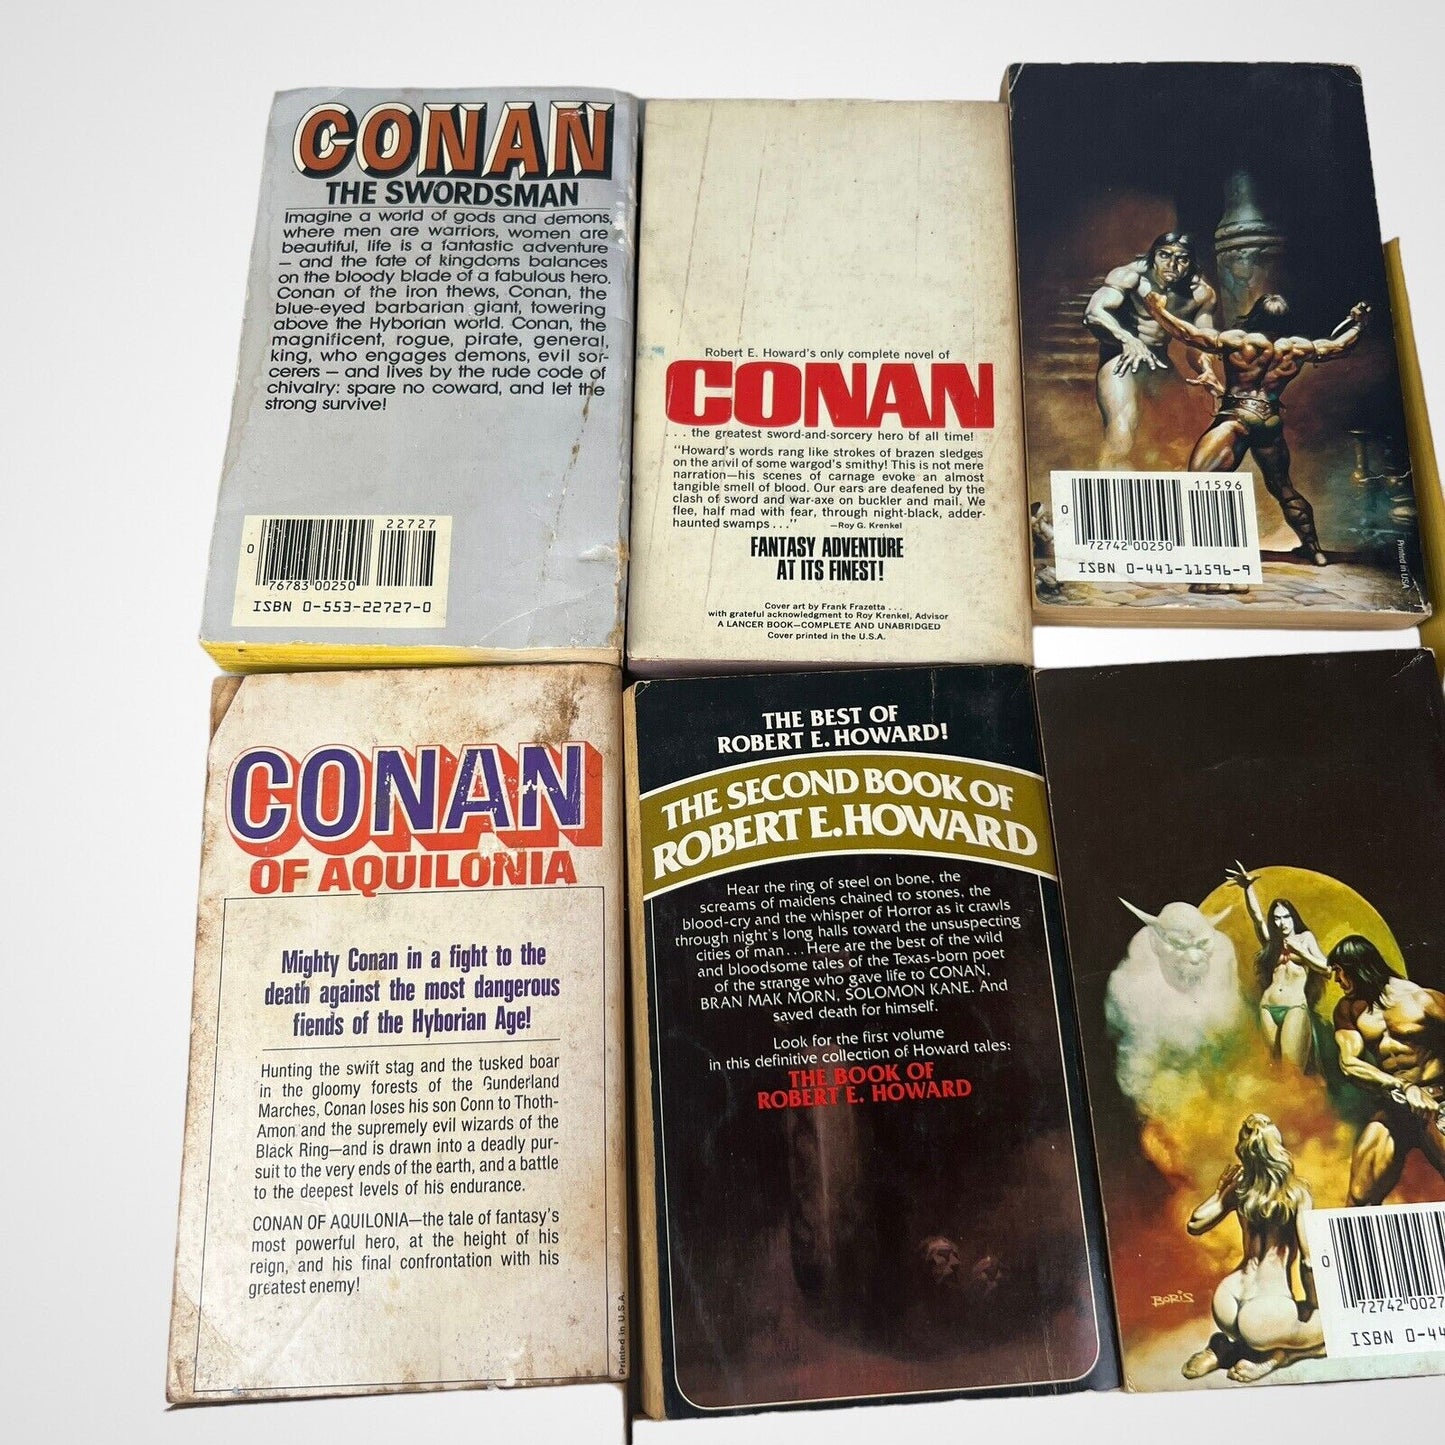 CONAN
THE SWORDSMAN
Imagine a world of gods and demons,
where men are warriors, women are
beautiful, life is a fantastic adventure
— and the fate of kingdoms balances
on the bloody blade of a fabulous hero.
Conan of the iron thews, Conan, the
blue-eyed barbarian giant, towering
above the Hyborian world. Conan, the
magnificent, rogue, pirate, general,
king, who engages demons, evil sor-
cerers — and lives by the rude code of
chivalry: spare no coward, and let the
strong survive!
22727
0
76783 00250
ISBN 0-553-22727-0
Robert E. Howard's only complete novel of
CONAN
. . . the greatest sword-and-sorcery hero of all time!
"Howard's words rang like strokes of brazen sledges
on the anvil of some wargod's smithy! This is not mere
narration—his scenes of carnage evoke an almost
tangible smell of blood. Our ears are deafened by the
clash of sword and war-axe on buckler and mail. We
flee, half mad with fear, through night-black, adder-
haunted swamps . . ." —Roy G. Krenkel
FANTASY ADVENTURE
AT ITS FINEST!
Cover art by Frank Frazetta . . .
with grateful acknowledgment to Roy Krenkel, Advisor
A LANCER BOOK—COMPLETE AND UNABRIDGED
Cover printed in the U.S.A.
11596
0
72742 00250
ISBN 0-441-11596-9
Printed in USA
CONAN
OF AQUILONIA
Mighty Conan in a fight to the
death against the most dangerous
fiends of the Hyborian Age!
Hunting the swift stag and the tusked boar
in the gloomy forests of the Gunderland
Marches, Conan loses his son Conn to Thoth-
Amon and the supremely evil wizards of the
Black Ring—and is drawn into a deadly pur-
suit to the very ends of the earth, and a battle
to the deepest levels of his endurance.
CONAN OF AQUILONIA—the tale of fantasy's
most powerful hero, at the height of his
reign, and his final confrontation with his
greatest enemy!
Printed in U.S.A.
THE BEST OF
ROBERT E. HOWARD!
THE SECOND BOOK OF
ROBERT E. HOWARD
Hear the ring of steel on bone, the
screams of maidens chained to stones, the
blood-cry and the whisper of Horror as it crawls
through night's long halls toward the unsuspecting
cities of man . . . Here are the best of the wild
and bloodsome tales of the Texas-born poet
of the strange who gave life to CONAN,
BRAN MAK MORN, SOLOMON KANE. And
saved death for himself.
Look for the first volume
in this definitive collection of Howard tales:
THE BOOK OF
ROBERT E. HOWARD
BORIS
0
72742 0027
ISBN 0-44